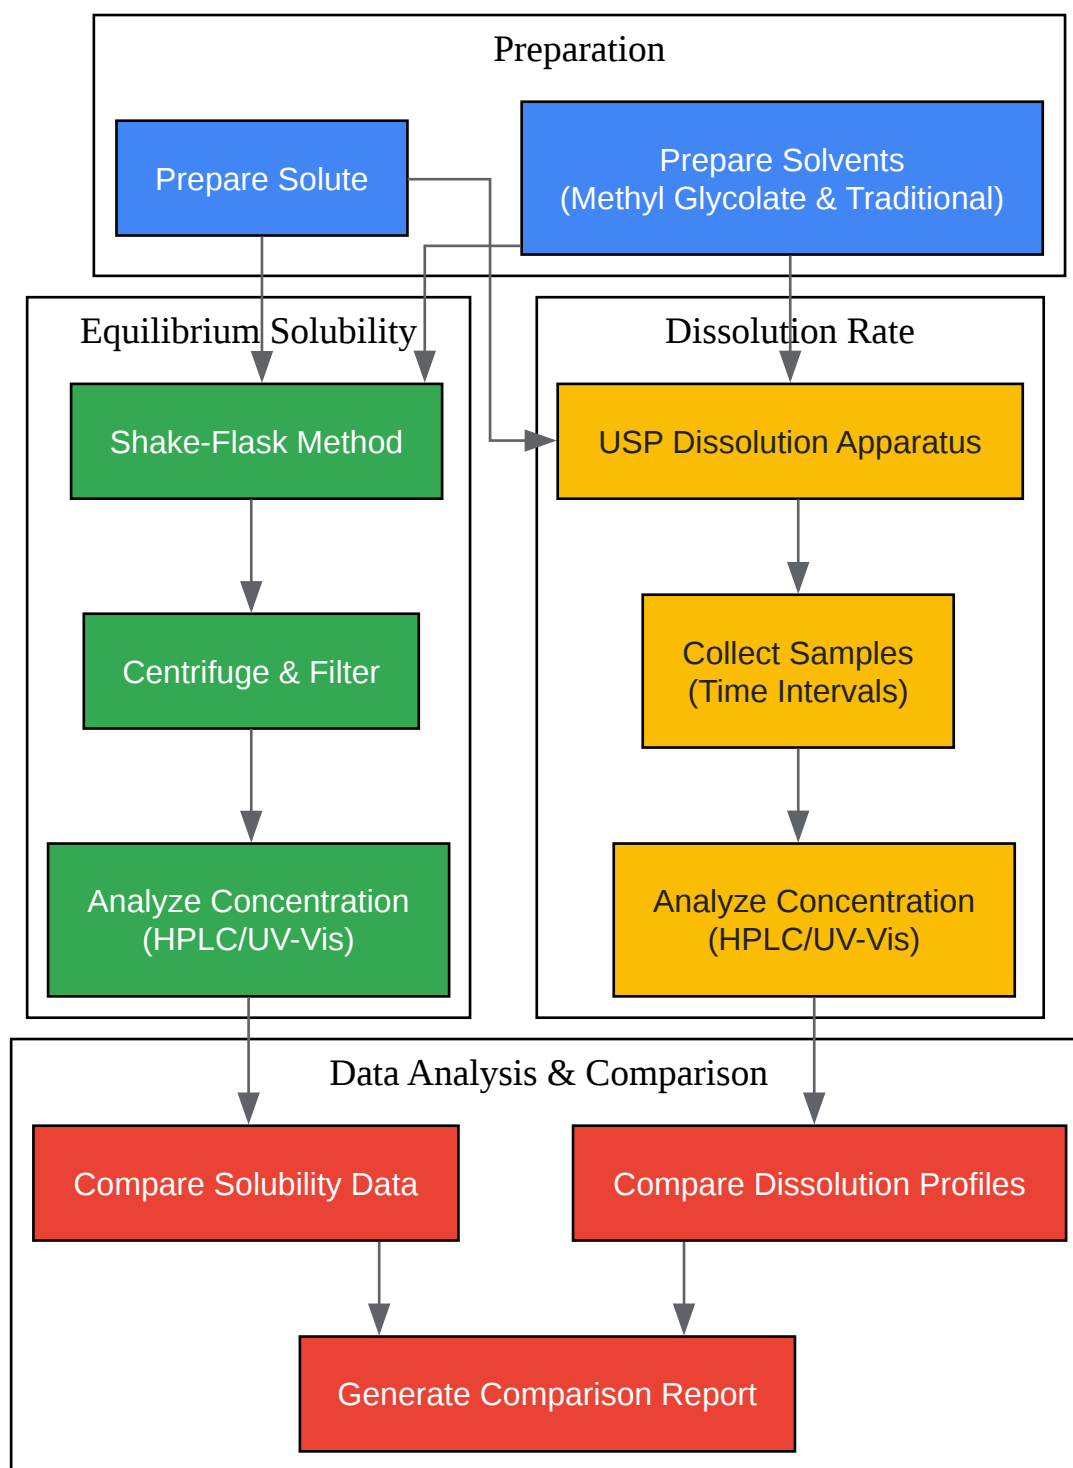 Preparation
Prepare Solute
Prepare Solvents
(Methyl Glycolate & Traditional)
Equilibrium Solubility
Shake-Flask Method
Centrifuge & Filter
Analyze Concentration
(HPLC/UV-Vis)
Dissolution Rate
USP Dissolution Apparatus
Collect Samples
(Time Intervals)
Analyze Concentration
(HPLC/UV-Vis)
Data Analysis & Comparison
Compare Solubility Data
Compare Dissolution Profiles
Generate Comparison Report